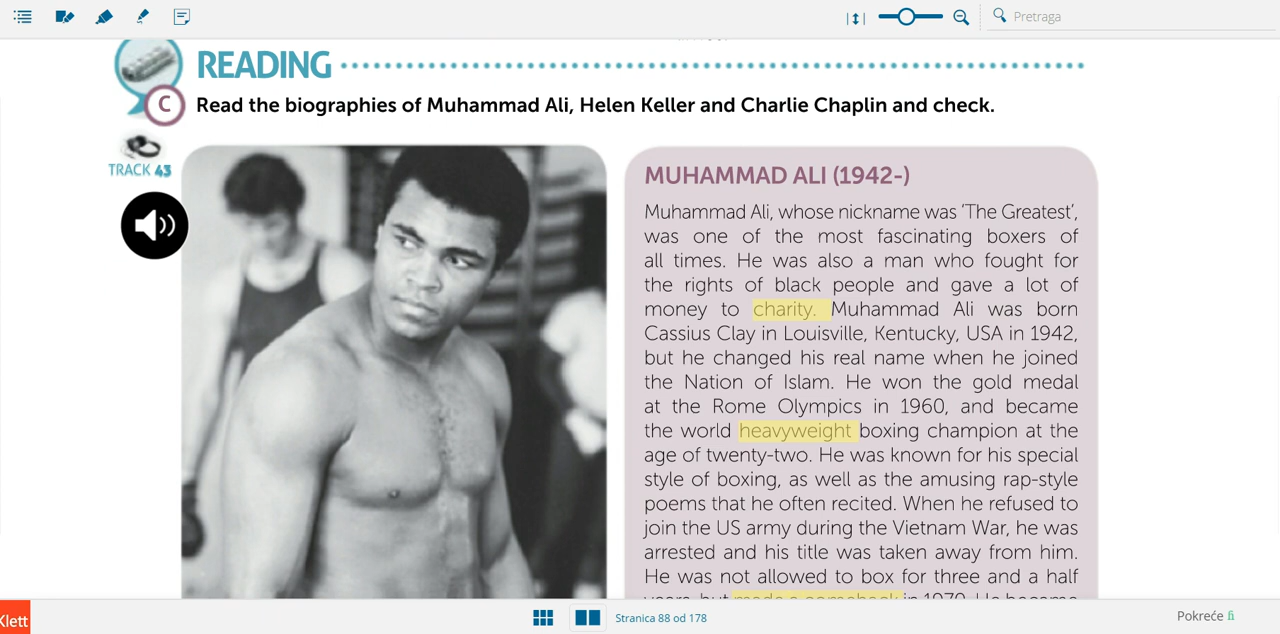 Pretraga
READING
C
Read the biographies of Muhammad Ali, Helen Keller and Charlie Chaplin and check.
TRACK 43
MUHAMMAD ALI (1942-)
Muhammad Ali, whose nickname was ‘The Greatest’,
was one of the most fascinating boxers of
all times. He was also a man who fought for
the rights of black people and gave a lot of
money to charity. Muhammad Ali was born
Cassius Clay in Louisville, Kentucky, USA in 1942,
but he changed his real name when he joined
the Nation of Islam. He won the gold medal
at the Rome Olympics in 1960, and became
the world heavyweight boxing champion at the
age of twenty-two. He was known for his special
style of boxing, as well as the amusing rap-style
poems that he often recited. When he refused to
join the US army during the Vietnam War, he was
arrested and his title was taken away from him.
He was not allowed to box for three and a half
years, but made a comeback in 1970. He became
Klett
Stranica 88 od 178
Pokreće